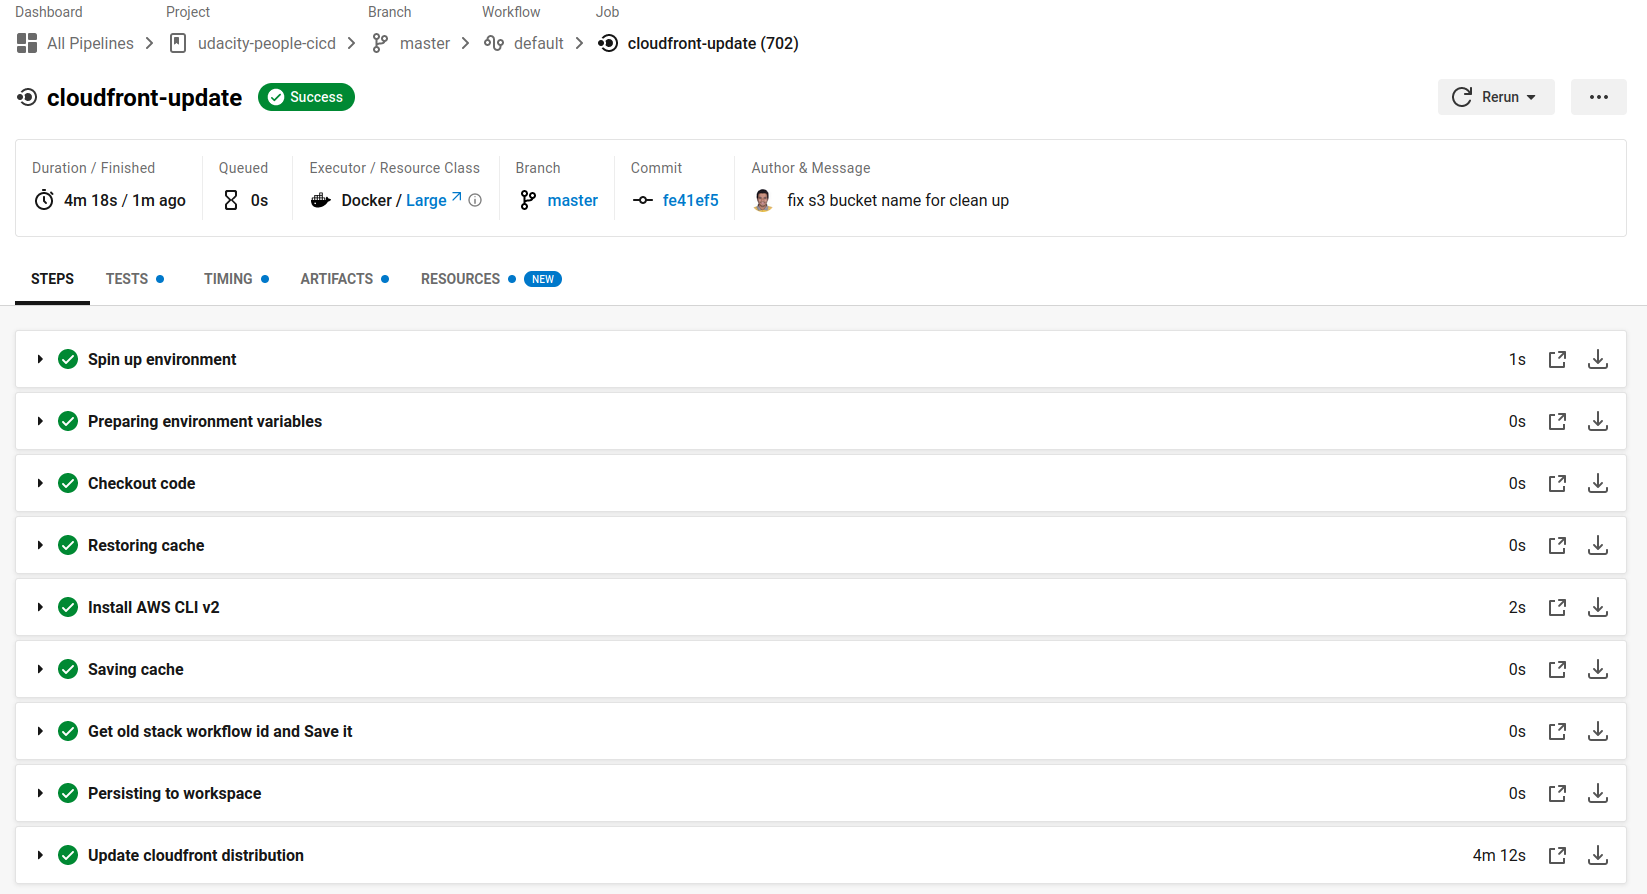 Dashboard Project Branch Workflow Job
All Pipelines udacity-people-cicd master default cloudfront-update (702)
cloudfront-update Success Rerun
Duration / Finished Queued Executor / Resource Class Branch Commit Author & Message
4m 18s / 1m ago 0s Docker / Large master fe41ef5 fix s3 bucket name for clean up
STEPS TESTS TIMING ARTIFACTS RESOURCES NEW
Spin up environment 1s
Preparing environment variables 0s
Checkout code 0s
Restoring cache 0s
Install AWS CLI v2 2s
Saving cache 0s
Get old stack workflow id and Save it 0s
Persisting to workspace 0s
Update cloudfront distribution 4m 12s